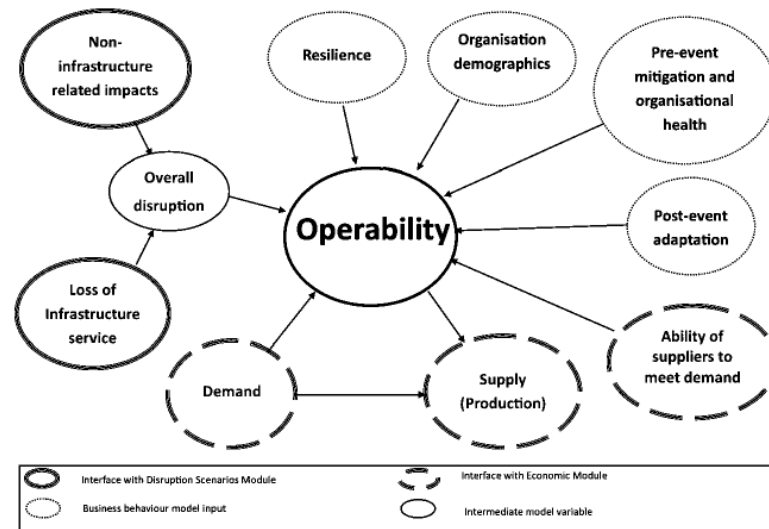 Non-
infrastructure
related impacts
Resilience
Organisation
demographics
Pre-event
mitigation and
organisational
health
Overall
disruption
Operability
Post-event
adaptation
Loss of
Infrastructure
service
Demand
Supply
(Production)
Ability of
suppliers to
meet demand
Interface with Disruption Scenarios Module
Interface with Economic Module
Business behaviour model input
Intermediate model variable